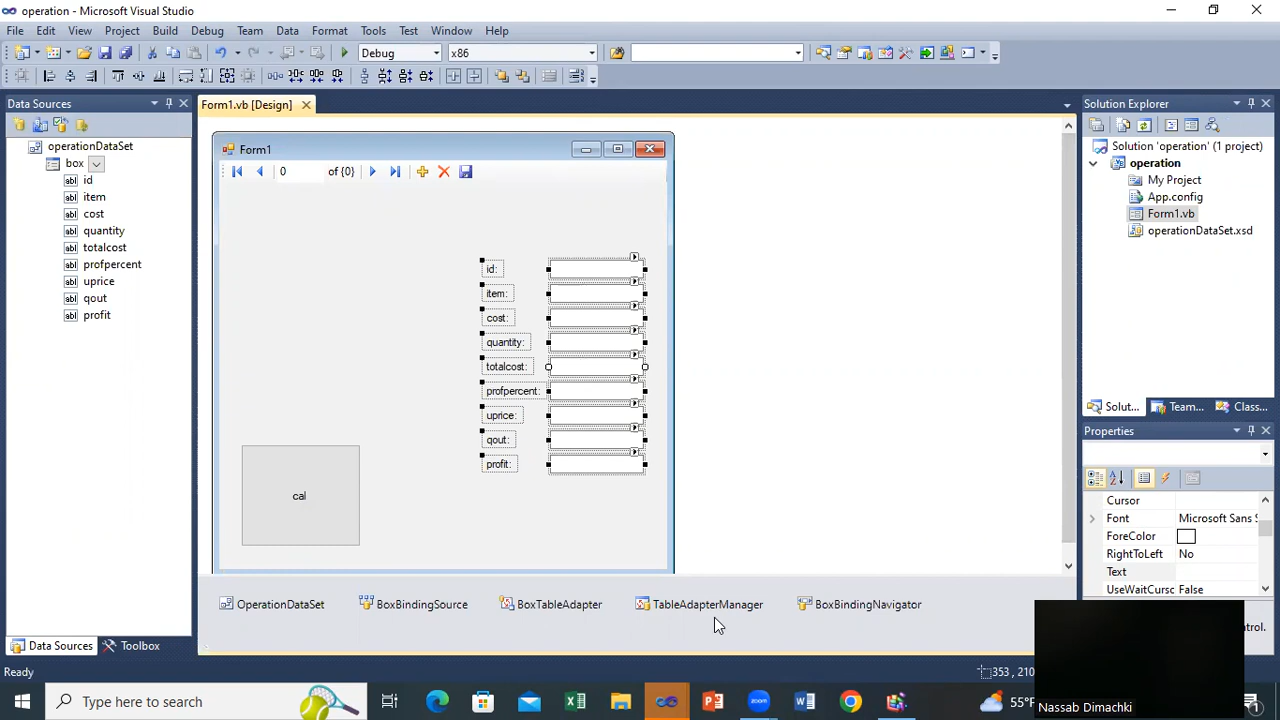 operation - Microsoft Visual Studio
File Edit View Project Build Debug Team Data Format Tools Test Window Help
Debug x86
Data Sources
operationDataSet
box
id
item
cost
quantity
totalcost
profpercent
uprice
qout
profit
Data Sources Toolbox
Form1.vb [Design]
Form1
0 of {0}
id:
item:
cost:
quantity:
totalcost:
profpercent:
uprice:
qout:
profit:
cal
OperationDataSet BoxBindingSource BoxTableAdapter TableAdapterManager BoxBindingNavigator
Solution Explorer
Solution 'operation' (1 project)
operation
My Project
App.config
Form1.vb
operationDataSet.xsd
Solut... Team... Class...
Properties
Cursor
Font Microsoft Sans S
ForeColor
RightToLeft No
Text
UseWaitCursc False
ntrol.
Nassab Dimachki
Ready 353 , 210
Type here to search 55°F
1